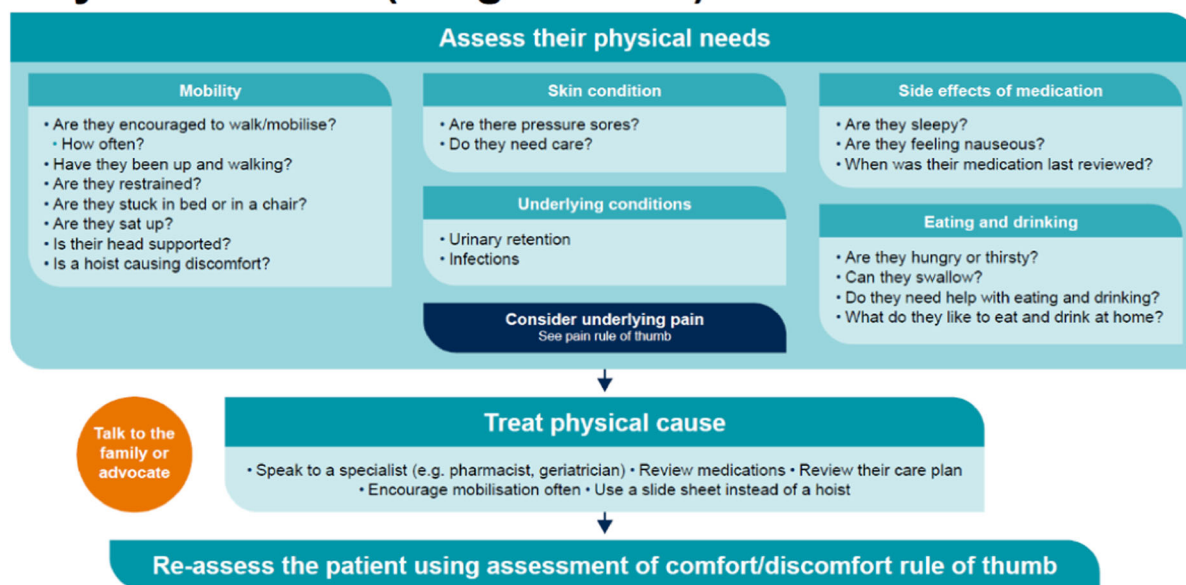 Assess their physical needs
Mobility
• Are they encouraged to walk/mobilise?
• How often?
• Have they been up and walking?
• Are they restrained?
• Are they stuck in bed or in a chair?
• Are they sat up?
• Is their head supported?
• Is a hoist causing discomfort?
Skin condition
• Are there pressure sores?
• Do they need care?
Underlying conditions
• Urinary retention
• Infections
Consider underlying pain
See pain rule of thumb
Side effects of medication
• Are they sleepy?
• Are they feeling nauseous?
• When was their medication last reviewed?
Eating and drinking
• Are they hungry or thirsty?
• Can they swallow?
• Do they need help with eating and drinking?
• What do they like to eat and drink at home?
Talk to the
family or
advocate
Treat physical cause
• Speak to a specialist (e.g. pharmacist, geriatrician) • Review medications • Review their care plan
• Encourage mobilisation often • Use a slide sheet instead of a hoist
Re-assess the patient using assessment of comfort/discomfort rule of thumb